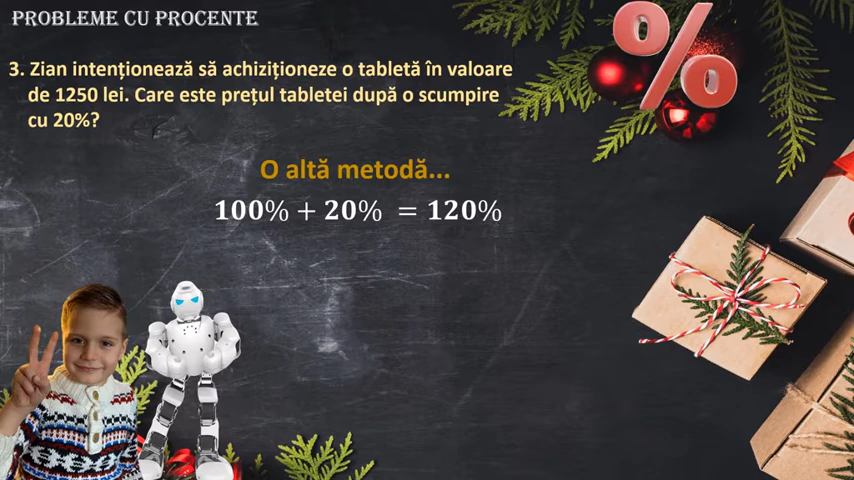 PROBLEME CU PROCENTE
%
3. Zian intenționează să achiziționeze o tabletă în valoare
de 1250 lei. Care este prețul tabletei după o scumpire
cu 20%?
O altă metodă...
100% + 20% = 120%